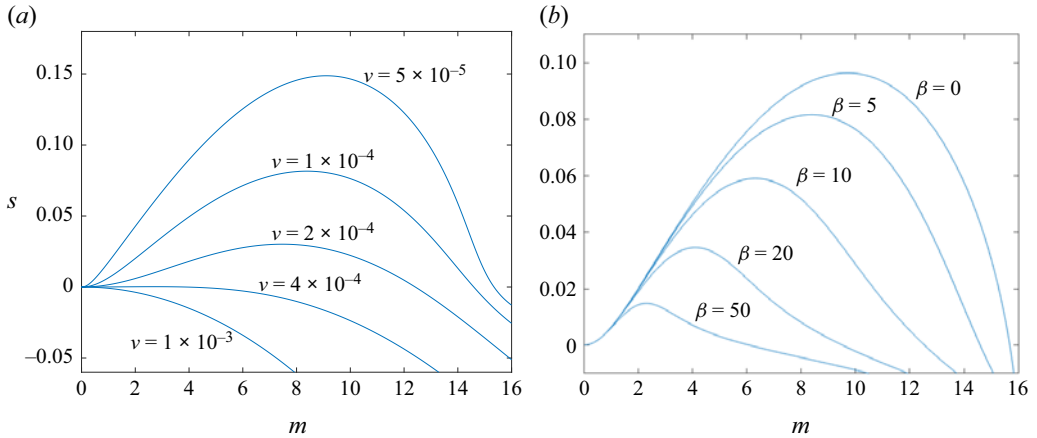 (a)
0.15
0.10
0.05
0
–0.05
s
ν = 5 × 10–5
ν = 1 × 10–4
ν = 2 × 10–4
ν = 4 × 10–4
ν = 1 × 10–3
0 2 4 6 8 10 12 14 16
m
(b)
0.10
0.08
0.06
0.04
0.02
0
β = 0
β = 5
β = 10
β = 20
β = 50
0 2 4 6 8 10 12 14 16
m